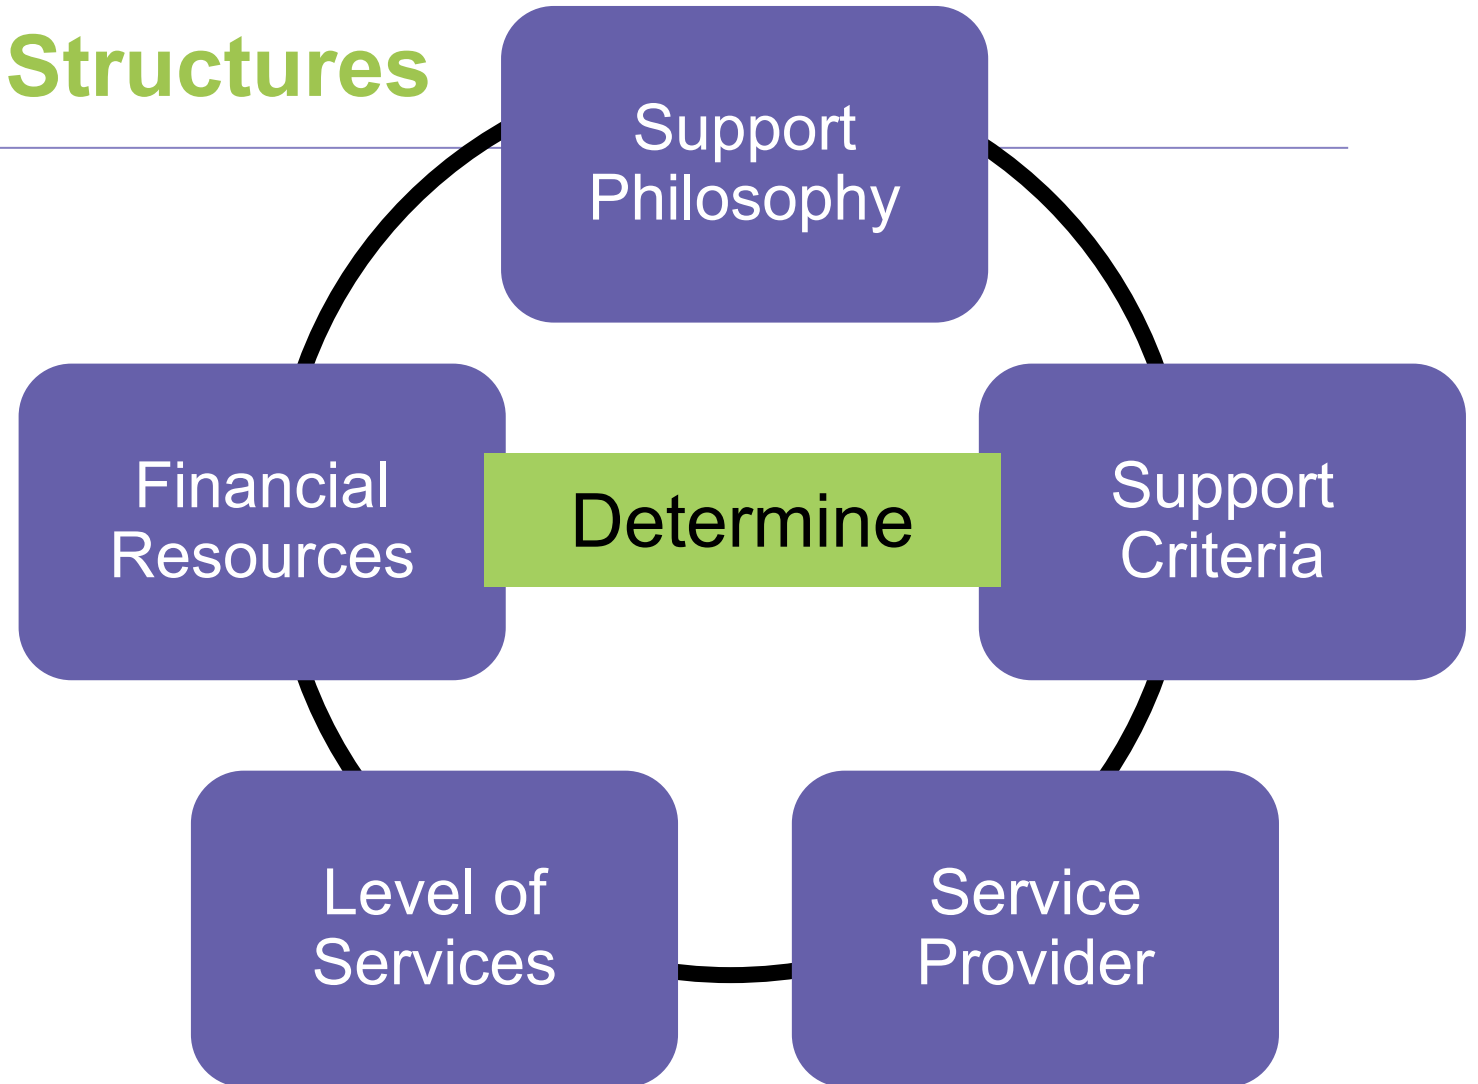 Structures
Support
Philosophy
Financial
Resources
Determine
Support
Criteria
Level of
Services
Service
Provider